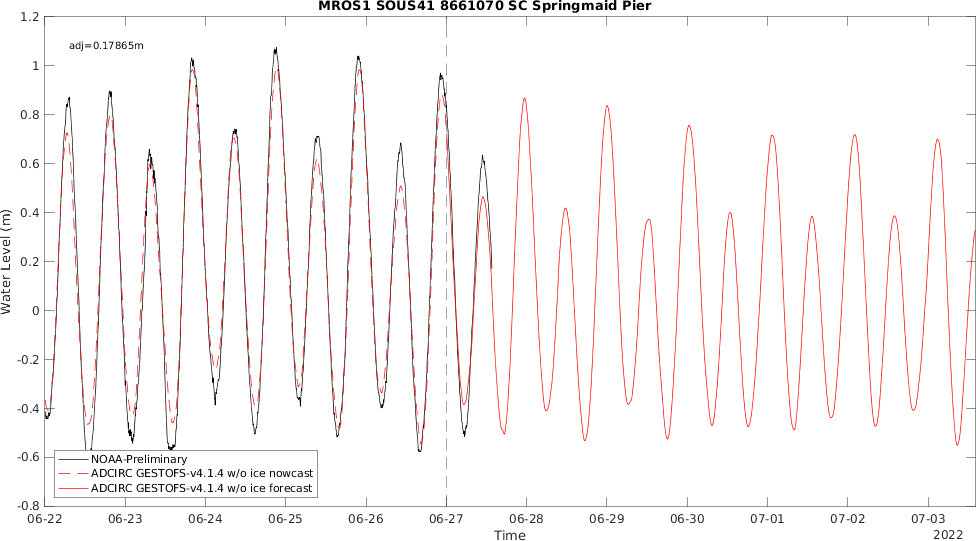 MROS1 SOUS41 8661070 SC Springmaid Pier
adj=0.17865m
Water Level (m)
1.2
1
0.8
0.6
0.4
0.2
0
-0.2
-0.4
-0.6
-0.8
NOAA-Preliminary
ADCIRC GESTOFS-v4.1.4 w/o ice nowcast
ADCIRC GESTOFS-v4.1.4 w/o ice forecast
06-22 06-23 06-24 06-25 06-26 06-27 06-28 06-29 06-30 07-01 07-02 07-03
Time
2022